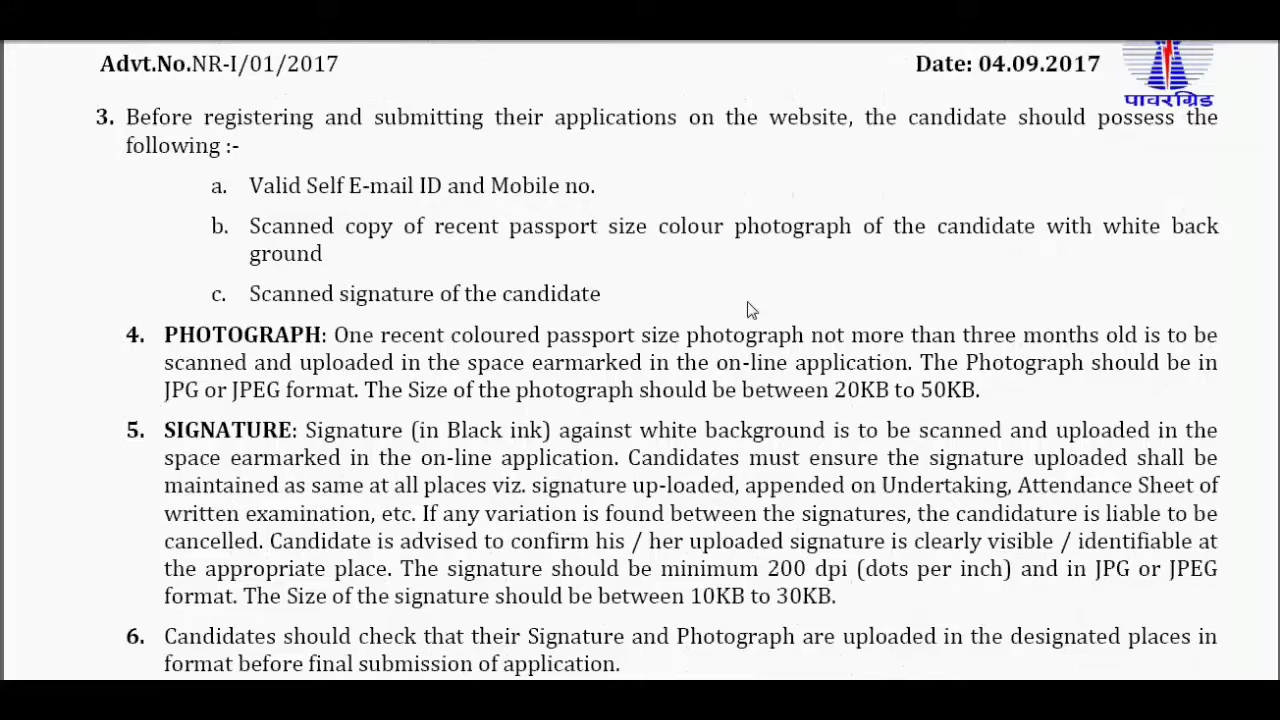 Advt.No.NR-I/01/2017
Date: 04.09.2017
पावरग्रिड
3. Before registering and submitting their applications on the website, the candidate should possess the
following :-
a. Valid Self E-mail ID and Mobile no.
b. Scanned copy of recent passport size colour photograph of the candidate with white back
ground
c. Scanned signature of the candidate
4. PHOTOGRAPH: One recent coloured passport size photograph not more than three months old is to be
scanned and uploaded in the space earmarked in the on-line application. The Photograph should be in
JPG or JPEG format. The Size of the photograph should be between 20KB to 50KB.
5. SIGNATURE: Signature (in Black ink) against white background is to be scanned and uploaded in the
space earmarked in the on-line application. Candidates must ensure the signature uploaded shall be
maintained as same at all places viz. signature up-loaded, appended on Undertaking, Attendance Sheet of
written examination, etc. If any variation is found between the signatures, the candidature is liable to be
cancelled. Candidate is advised to confirm his / her uploaded signature is clearly visible / identifiable at
the appropriate place. The signature should be minimum 200 dpi (dots per inch) and in JPG or JPEG
format. The Size of the signature should be between 10KB to 30KB.
6. Candidates should check that their Signature and Photograph are uploaded in the designated places in
format before final submission of application.